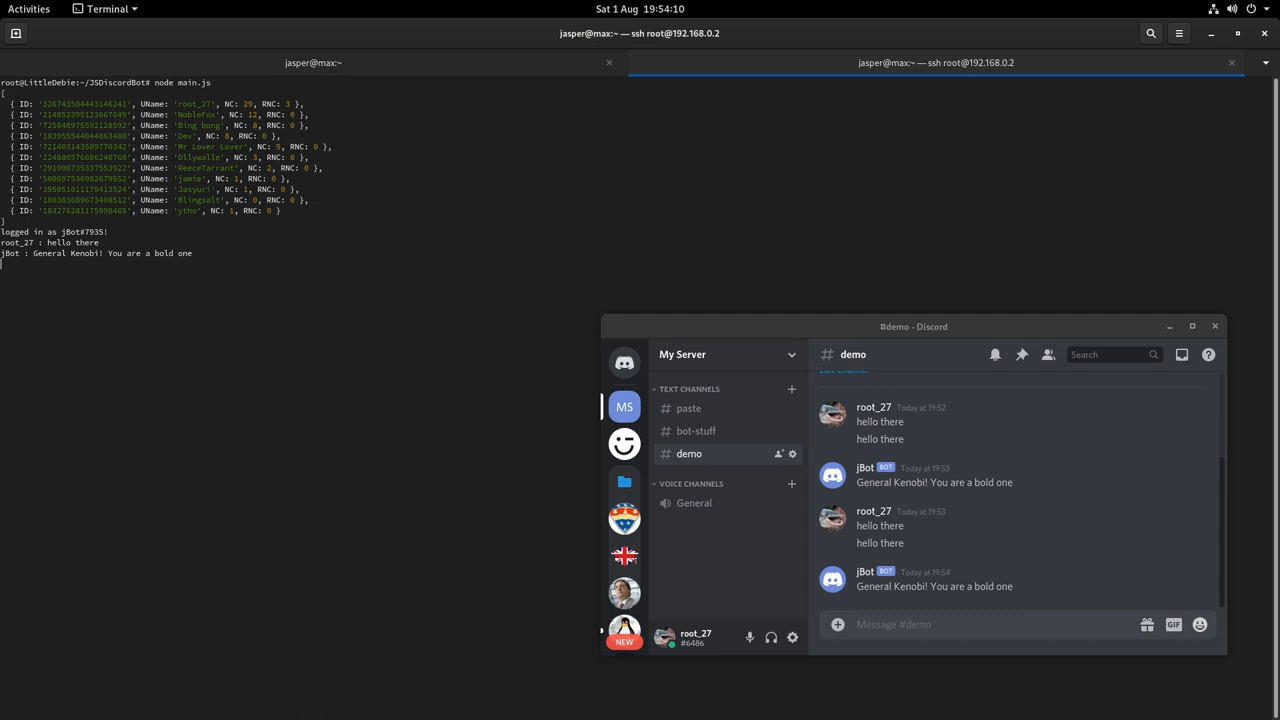 Activities
Terminal
Sat 1 Aug 19:54:10
jasper@max:~ — ssh root@192.168.0.2
jasper@max:~
jasper@max:~ — ssh root@192.168.0.2
root@LittleDebie:~/JSDiscordBot# node main.js
[
{ ID: '326743504443146241', UName: 'root_27', NC: 29, RNC: 3 },
{ ID: '214852395123867649', UName: 'NobleFox', NC: 12, RNC: 0 },
{ ID: '725848975592128592', UName: 'Bing bong', NC: 8, RNC: 0 },
{ ID: '183955544044863488', UName: 'Dev', NC: 8, RNC: 0 },
{ ID: '721403143509770342', UName: 'Mr Lover Lover', NC: 5, RNC: 0 },
{ ID: '224880576606240768', UName: 'Ollywalle', NC: 3, RNC: 0 },
{ ID: '291990735337553922', UName: 'ReeceTarrant', NC: 2, RNC: 0 },
{ ID: '500697536982679552', UName: 'jamie', NC: 1, RNC: 0 },
{ ID: '395051011179413524', UName: 'Jasyuri', NC: 1, RNC: 0 },
{ ID: '180383689673408512', UName: 'Blingsalt', NC: 0, RNC: 0 },
{ ID: '183276281175998465', UName: 'ytho', NC: 1, RNC: 0 }
]
logged in as jBot#7935!
root_27 : hello there
jBot : General Kenobi! You are a bold one
#demo - Discord
My Server
demo
Search
MS
TEXT CHANNELS
paste
bot-stuff
demo
VOICE CHANNELS
General
NEW
root_27
#6486
Edit Channel
root_27 Today at 19:52
hello there
hello there
jBot BOT Today at 19:53
General Kenobi! You are a bold one
root_27 Today at 19:53
hello there
hello there
jBot BOT Today at 19:54
General Kenobi! You are a bold one
Message #demo
GIF